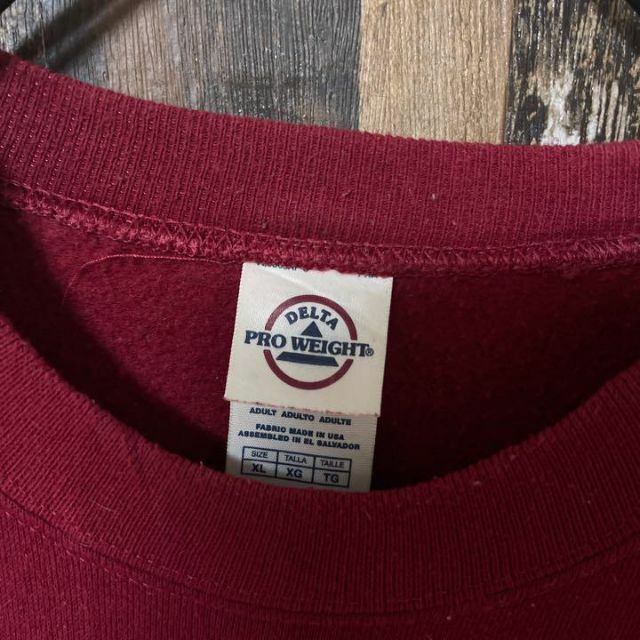 DELTA
PRO WEIGHT®
ADULT ADULTO ADULTE
FABRIC MADE IN USA
ASSEMBLED IN EL SALVADOR
SIZE TALLA TAILLE
XL XG TG